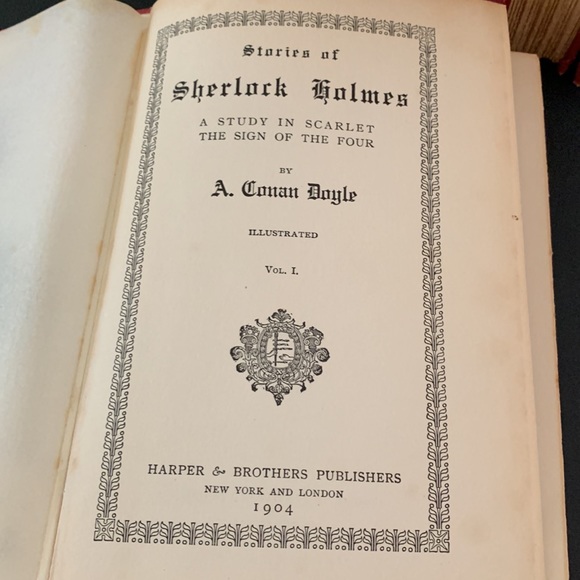 Stories of
Sherlock Holmes
A STUDY IN SCARLET
THE SIGN OF THE FOUR
BY
A. Conan Doyle
ILLUSTRATED
VOL. I.
HARPER & BROTHERS PUBLISHERS
NEW YORK AND LONDON
1904